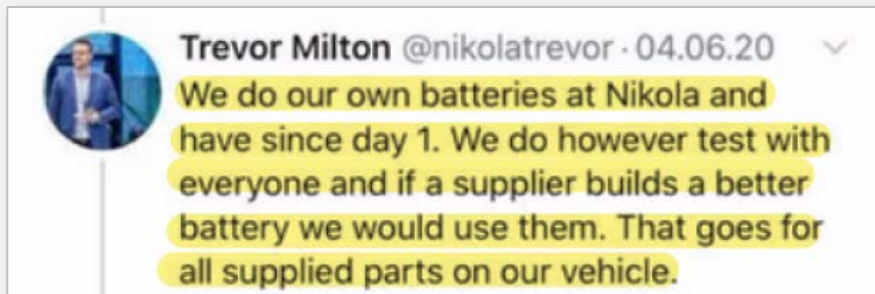 Trevor Milton @nikolatrevor · 04.06.20
We do our own batteries at Nikola and
have since day 1. We do however test with
everyone and if a supplier builds a better
battery we would use them. That goes for
all supplied parts on our vehicle.